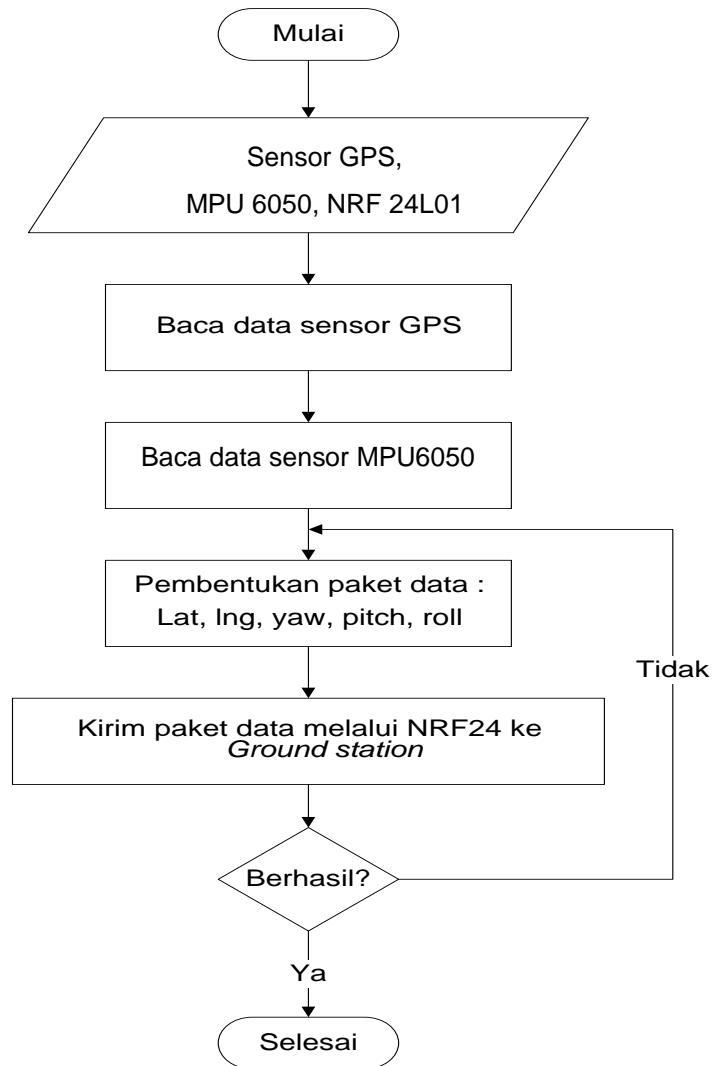 Mulai
Sensor GPS,
MPU 6050, NRF 24L01
Baca data sensor GPS
Baca data sensor MPU6050
Pembentukan paket data :
Lat, lng, yaw, pitch, roll
Tidak
Kirim paket data melalui NRF24 ke
Ground station
Berhasil?
Ya
Selesai